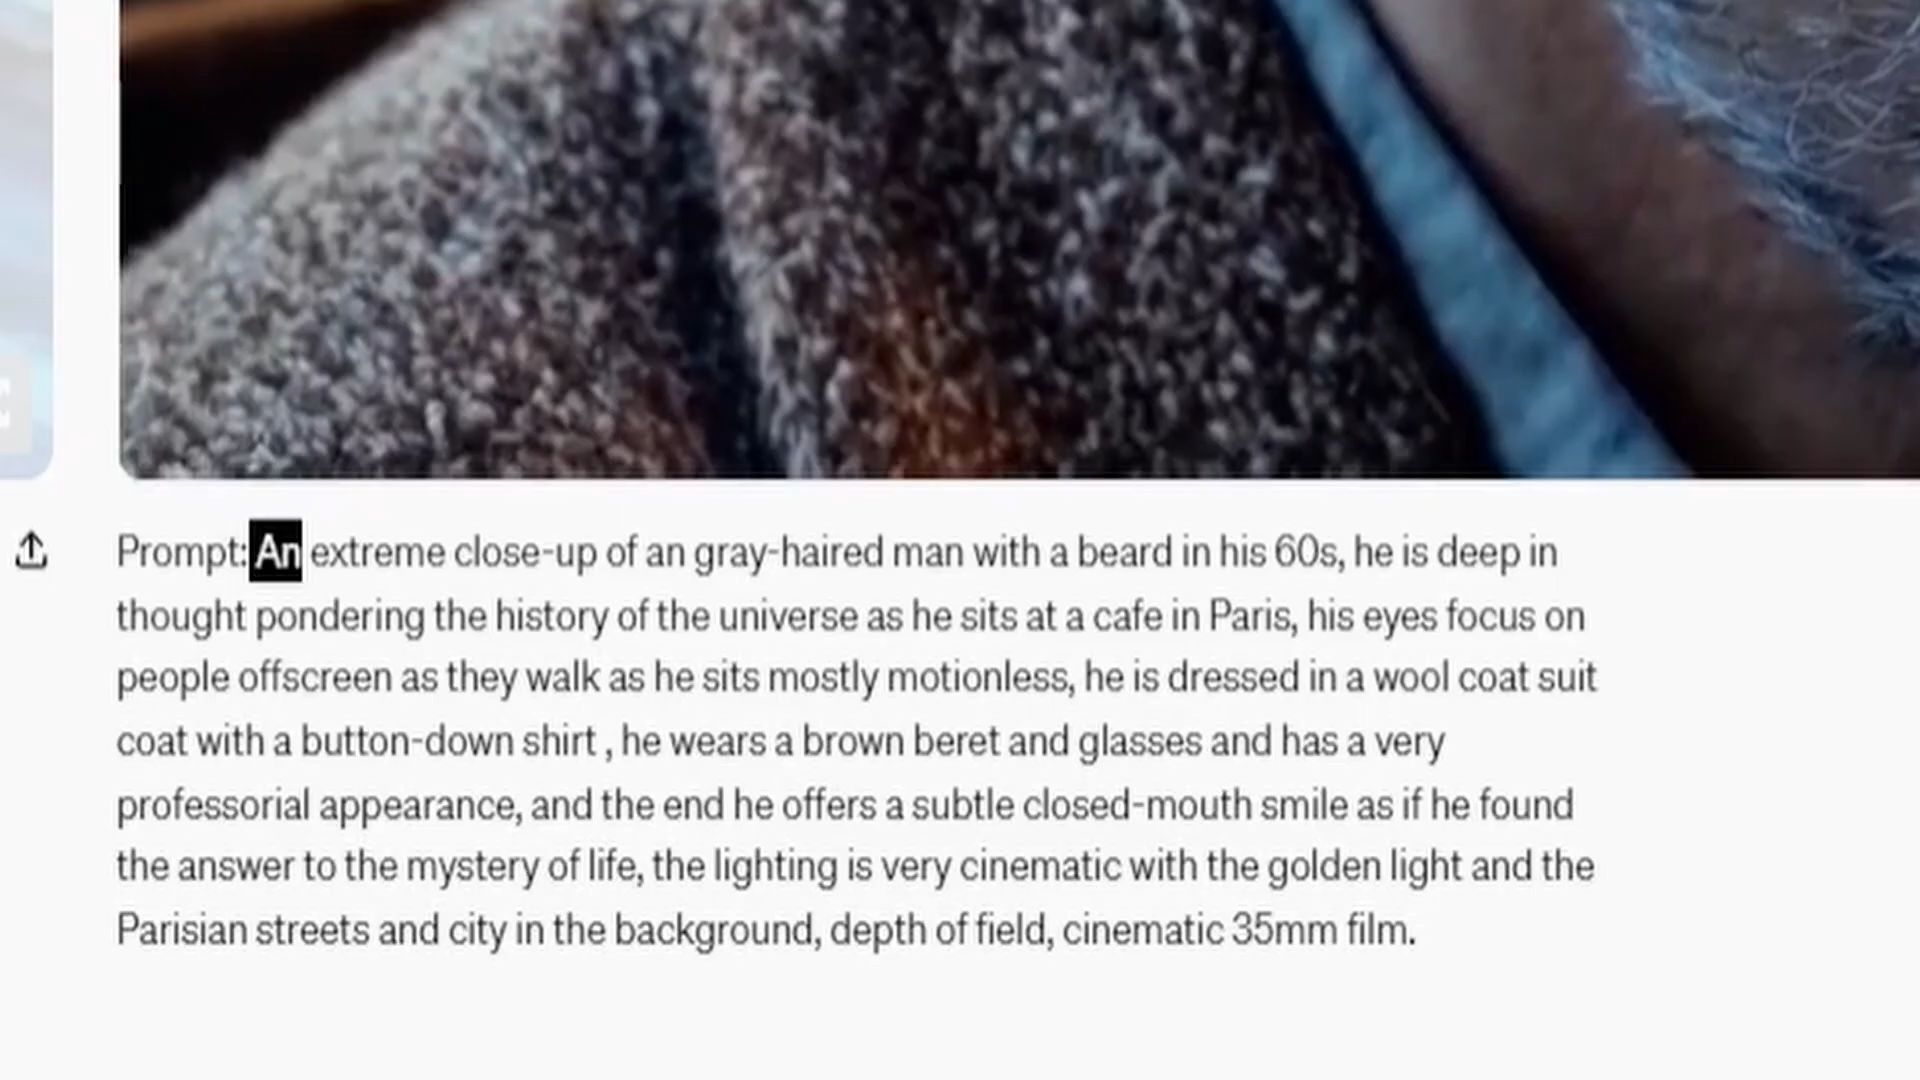 Prompt: An extreme close-up of an gray-haired man with a beard in his 60s, he is deep in
thought pondering the history of the universe as he sits at a cafe in Paris, his eyes focus on
people offscreen as they walk as he sits mostly motionless, he is dressed in a wool coat suit
coat with a button-down shirt , he wears a brown beret and glasses and has a very
professorial appearance, and the end he offers a subtle closed-mouth smile as if he found
the answer to the mystery of life, the lighting is very cinematic with the golden light and the
Parisian streets and city in the background, depth of field, cinematic 35mm film.